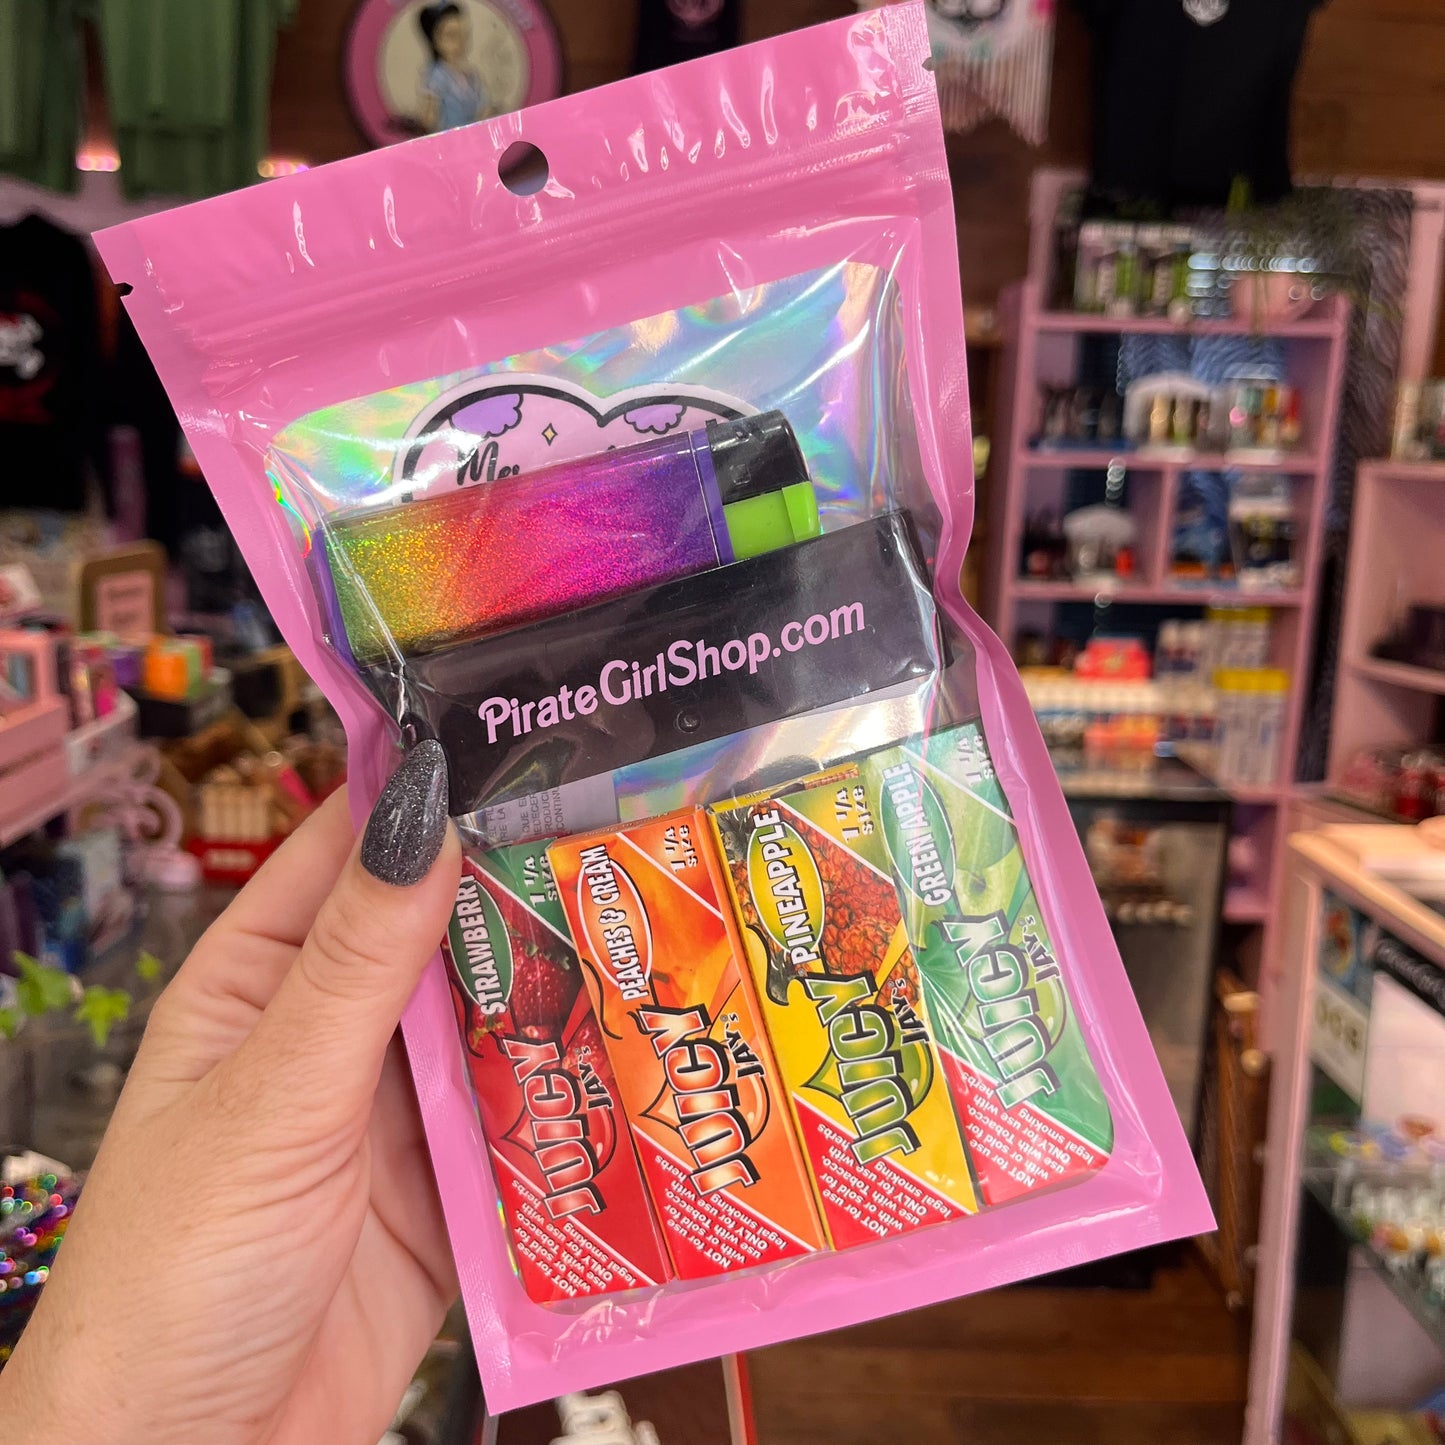 PirateGirlShop.com
STRAWBERRY
1 1/4
SIZE
JUICY
JAY'S
NOT for use
with or sold for
use with Tobacco.
ONLY for use with
legal smoking
herbs
PEACHES & CREAM
1 1/4
SIZE
JUICY
JAY'S
NOT for use
with or sold for
use with Tobacco.
ONLY for use with
legal smoking
herbs
PINEAPPLE
1 1/4
SIZE
JUICY
JAY'S
NOT for use
with or sold for
use with Tobacco.
ONLY for use with
legal smoking
herbs
GREEN APPLE
1 1/4
SIZE
JUICY
JAY'S
NOT for use
with or sold for
use with Tobacco.
ONLY for use with
legal smoking
herbs